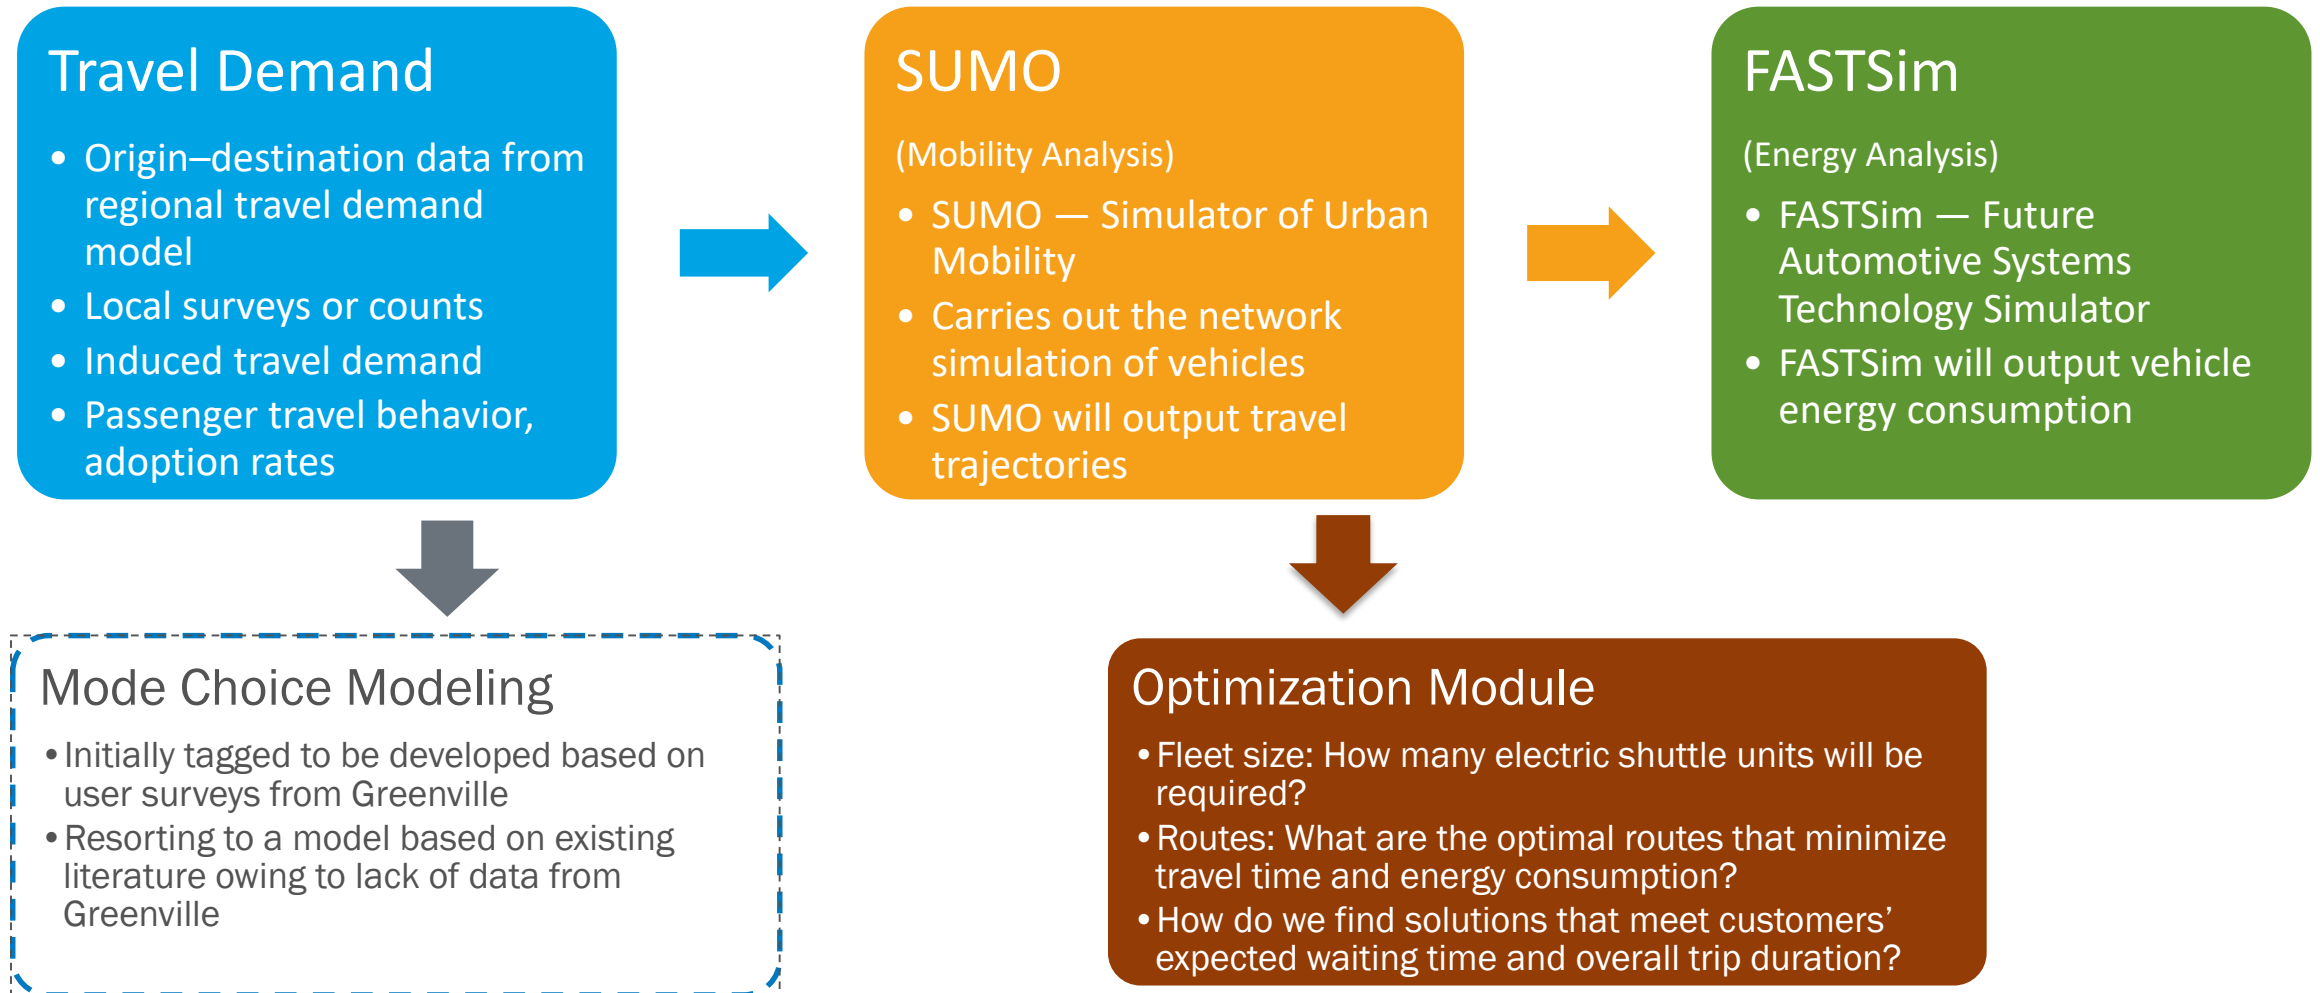 Travel Demand
• Origin–destination data from
regional travel demand
model
• Local surveys or counts
• Induced travel demand
• Passenger travel behavior,
adoption rates
SUMO
(Mobility Analysis)
• SUMO — Simulator of Urban
Mobility
• Carries out the network
simulation of vehicles
• SUMO will output travel
trajectories
FASTSim
(Energy Analysis)
• FASTSim — Future
Automotive Systems
Technology Simulator
• FASTSim will output vehicle
energy consumption
Mode Choice Modeling
•Initially tagged to be developed based on
user surveys from Greenville
•Resorting to a model based on existing
literature owing to lack of data from
Greenville
Optimization Module
•Fleet size: How many electric shuttle units will be
required?
•Routes: What are the optimal routes that minimize
travel time and energy consumption?
•How do we find solutions that meet customers’
expected waiting time and overall trip duration?